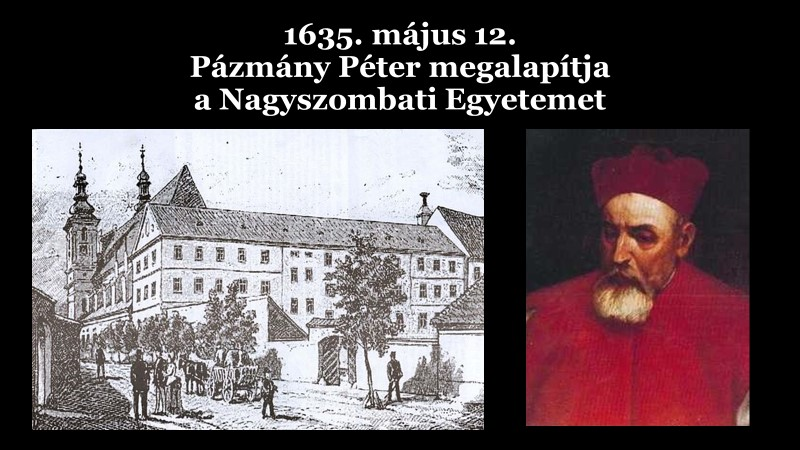 1635. május 12.
Pázmány Péter megalapítja
a Nagyszombati Egyetemet